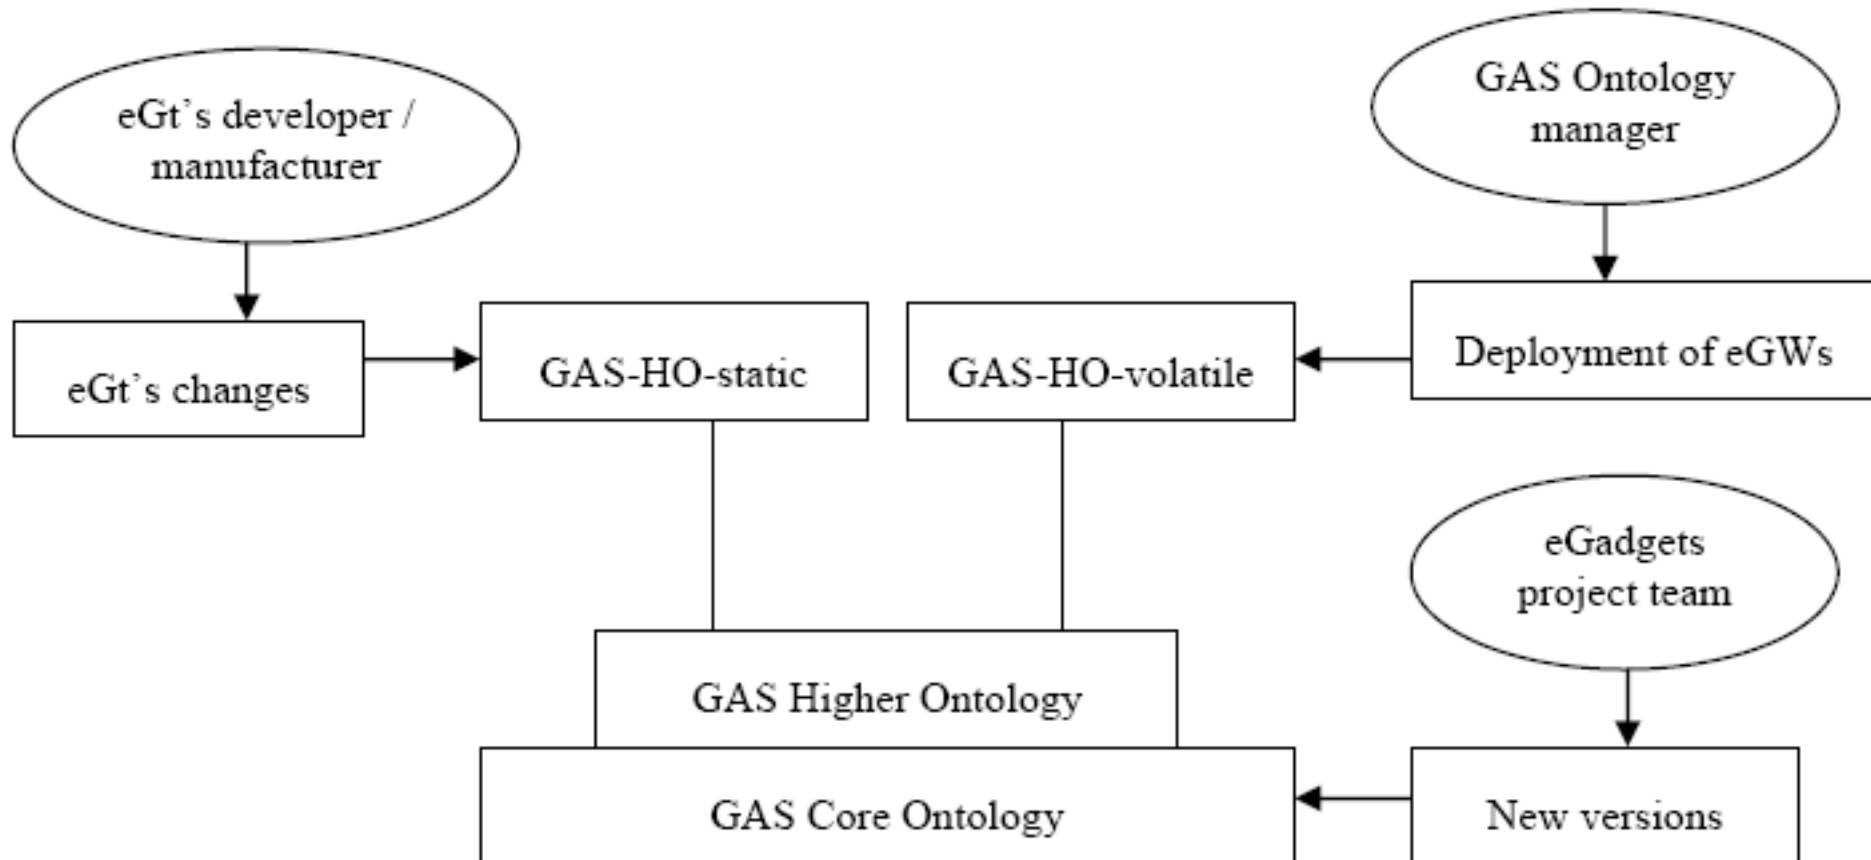 eGt's developer /
manufacturer
GAS Ontology
manager
eGt's changes
GAS-HO-static
GAS-HO-volatile
Deployment of eGWs
eGadgets
project team
GAS Higher Ontology
GAS Core Ontology
New versions